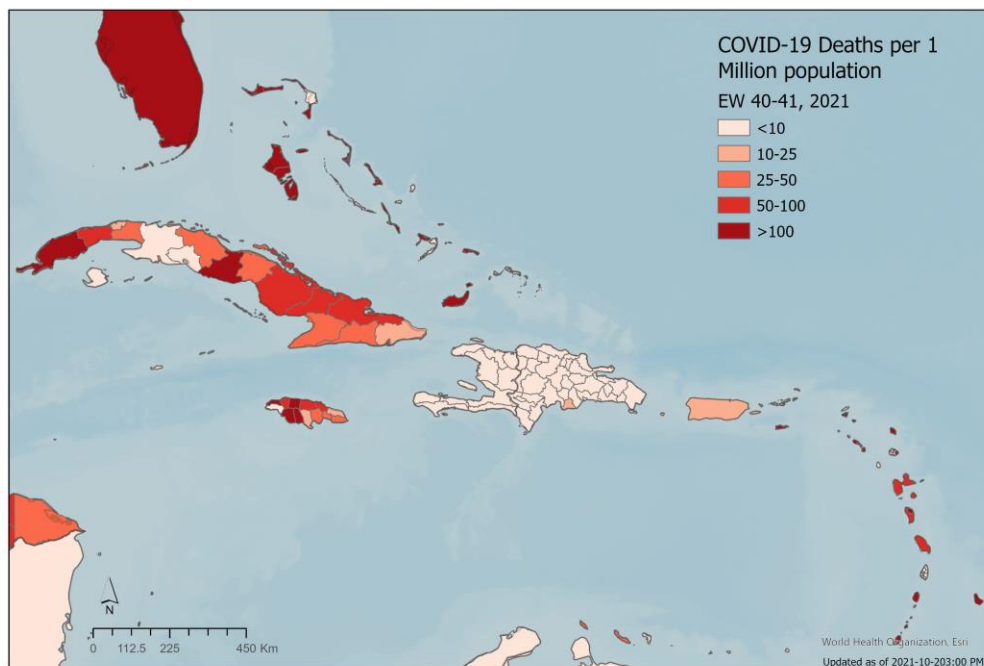 COVID-19 Deaths per 1
Million population
EW 40-41, 2021
<10
10-25
25-50
50-100
>100
N
0 112.5 225 450 Km
World Health Organization, Esri
Updated as of 2021-10-203:00 PM